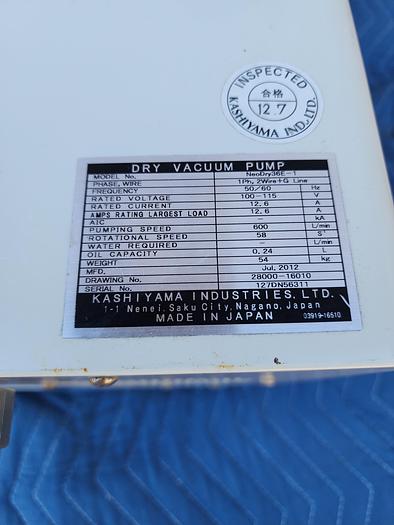 INSPECTED
合格
12.7
KASHIYAMA IND.,LTD.
DRY VACUUM PUMP
MODEL No. NeoDry36E-1
PHASE, WIRE 1Ph, 2Wire+G Line
FREQUENCY 50/60 Hz
RATED VOLTAGE 100-115 V
RATED CURRENT 12.6 A
AMPS RATING LARGEST LOAD 12.6 A
AIC - kA
PUMPING SPEED 600 L/min
ROTATIONAL SPEED 58 S⁻
WATER REQUIRED - L/min
OIL CAPACITY 0.24 L
WEIGHT 54 kg
MFD. Jul, 2012
DRAWING No. 28000-16010
SERIAL No. 127DN56311
KASHIYAMA INDUSTRIES, LTD.
1-1 Nenei, Saku City, Nagano, Japan
MADE IN JAPAN 03919-16510